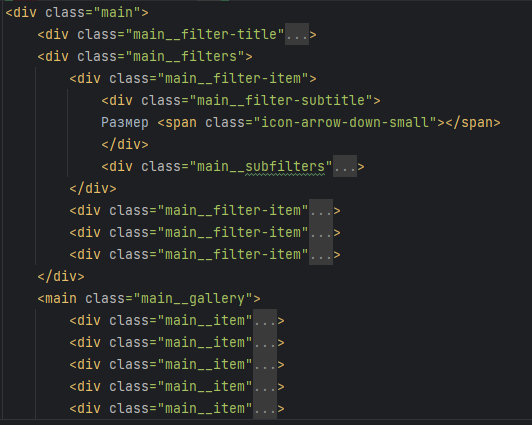 <div class="main">
<div class="main__filter-title"...>
<div class="main__filters">
<div class="main__filter-item">
<div class="main__filter-subtitle">
Размер <span class="icon-arrow-down-small"></span>
</div>
<div class="main__subfilters"...>
</div>
<div class="main__filter-item"...>
<div class="main__filter-item"...>
<div class="main__filter-item"...>
</div>
<main class="main__gallery">
<div class="main__item"...>
<div class="main__item"...>
<div class="main__item"...>
<div class="main__item"...>
<div class="main__item"...>